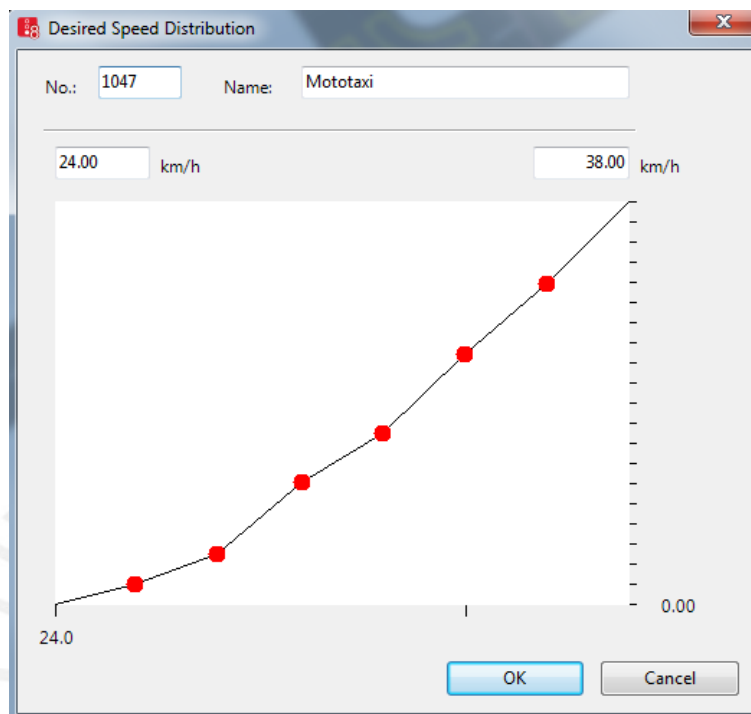 Desired Speed Distribution
No.: 1047 Name: Mototaxi
24.00 km/h 38.00 km/h
0.00
24.0
OK Cancel